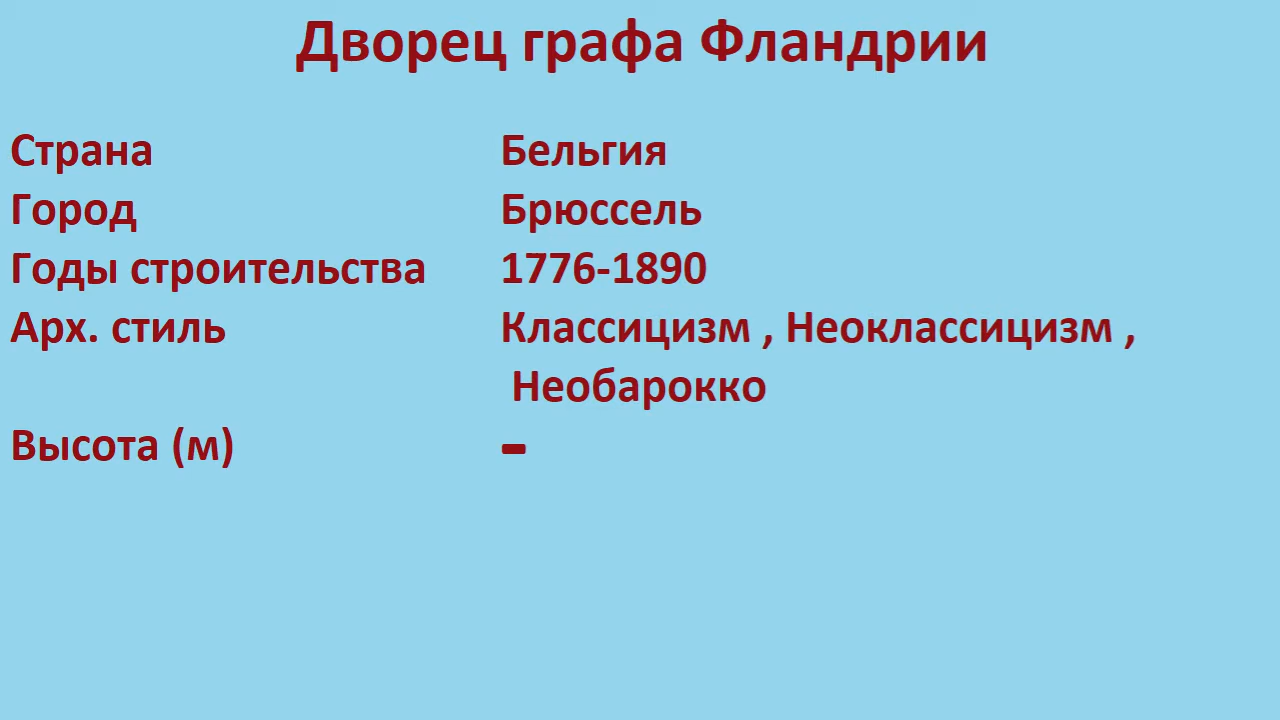 Дворец графа Фландрии
Страна Бельгия
Город Брюссель
Годы строительства 1776-1890
Арх. стиль Классицизм , Неоклассицизм ,
Необарокко
Высота (м) -